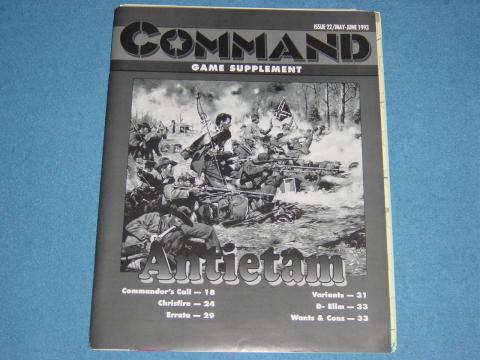 ISSUE 22/MAY-JUNE 1993
COMMAND
GAME SUPPLEMENT
Antietam
Commander's Call — 18
Chrisfire — 24
Errata — 29
Variants — 31
D- Elim — 33
Wants & Cons — 33